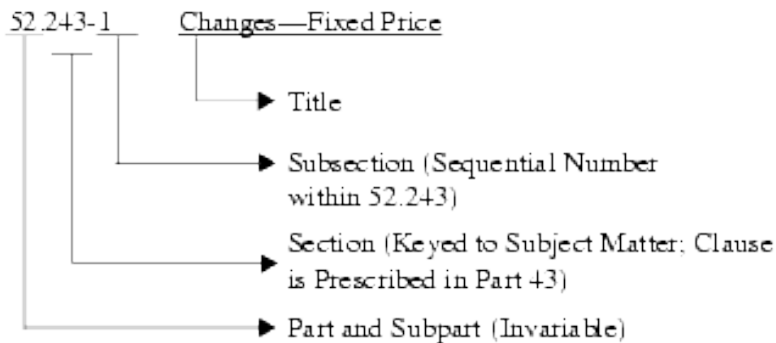 52.243-1 Changes—Fixed Price
Title
Subsection (Sequential Number
within 52.243)
Section (Keyed to Subject Matter; Clause
is Prescribed in Part 43)
Part and Subpart (Invariable)